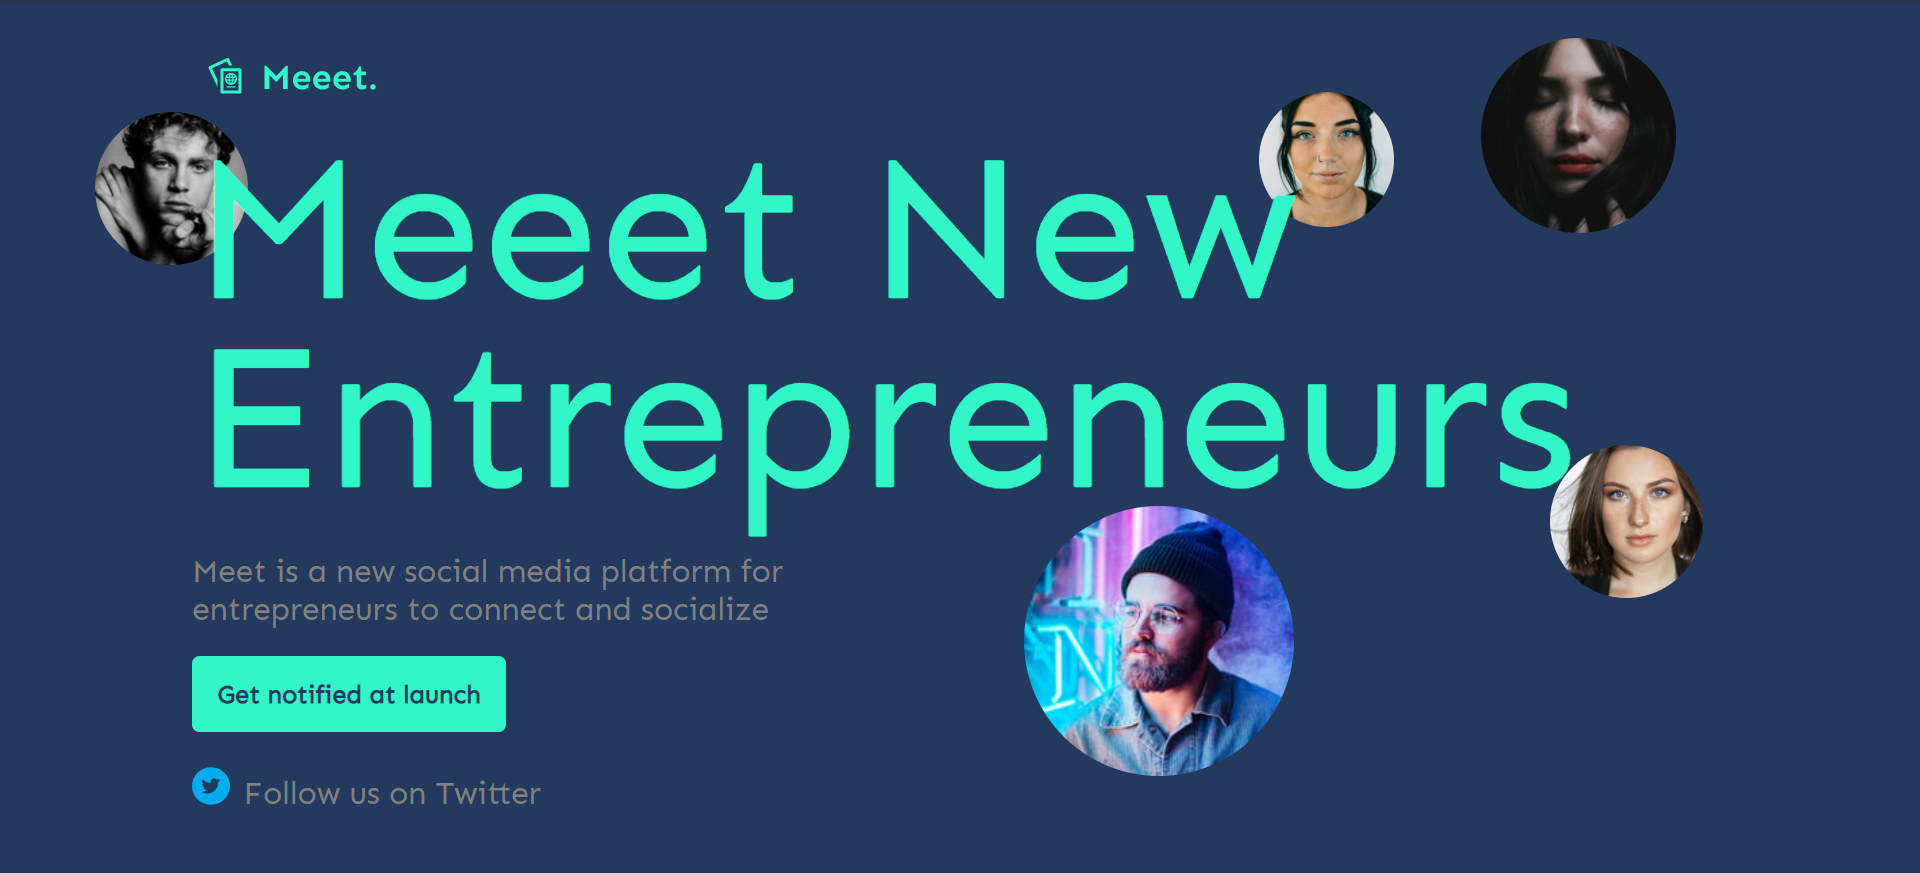 Meeet.
Meeet New
Entrepreneurs
Meet is a new social media platform for
entrepreneurs to connect and socialize
Get notified at launch
Follow us on Twitter
N